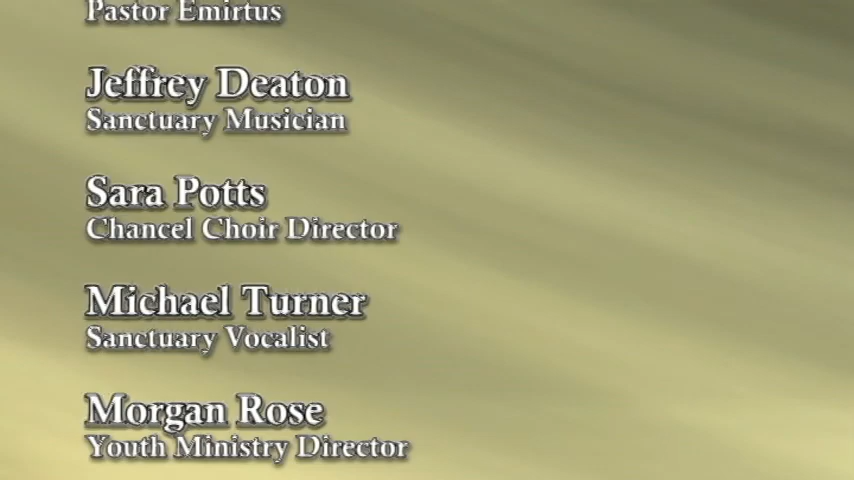 Pastor Emirtus
Jeffrey Deaton
Sanctuary Musician
Sara Potts
Chancel Choir Director
Michael Turner
Sanctuary Vocalist
Morgan Rose
Youth Ministry Director